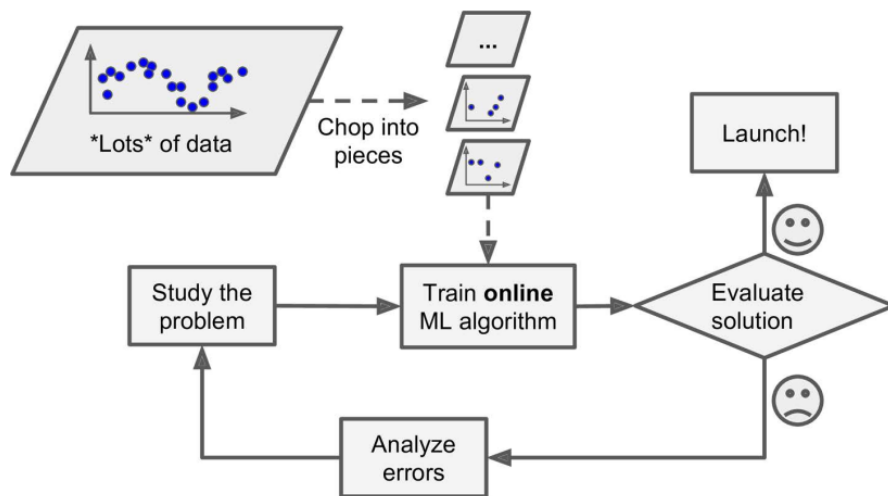 *Lots* of data
Chop into
pieces
...
Launch!
Study the
problem
Train online
ML algorithm
Evaluate
solution
Analyze
errors